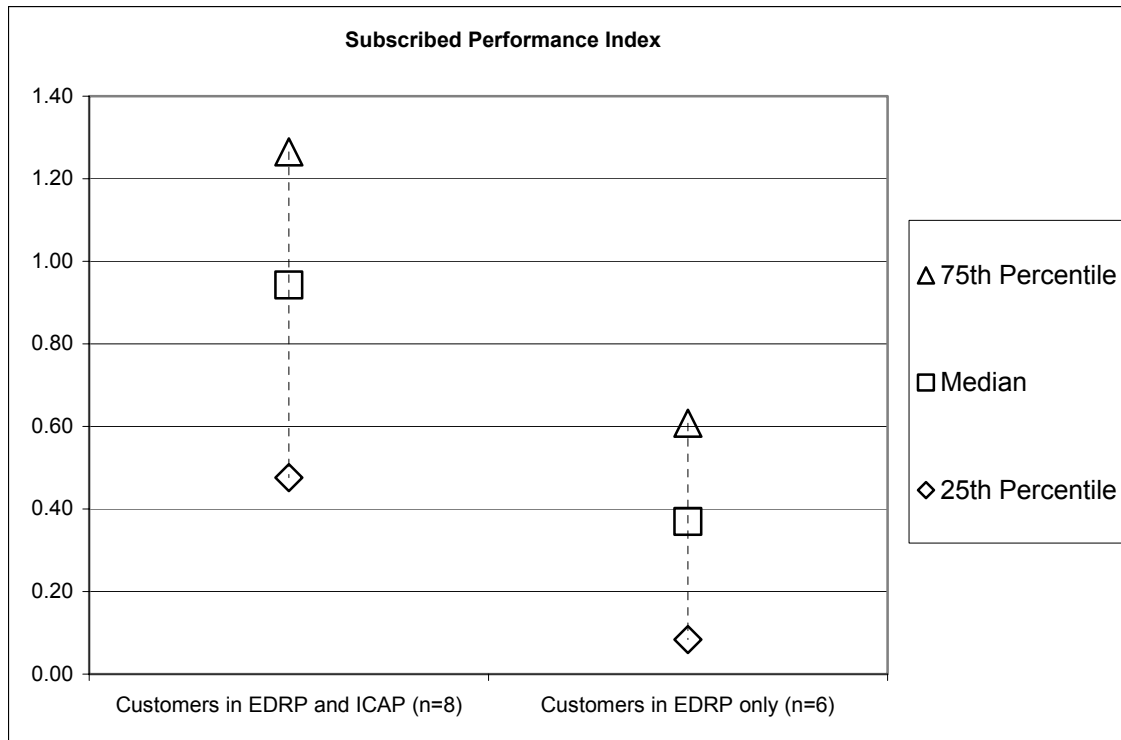 Subscribed Performance Index
1.40
1.20
1.00
0.80
0.60
0.40
0.20
0.00
Customers in EDRP and ICAP (n=8)
Customers in EDRP only (n=6)
75th Percentile
Median
25th Percentile